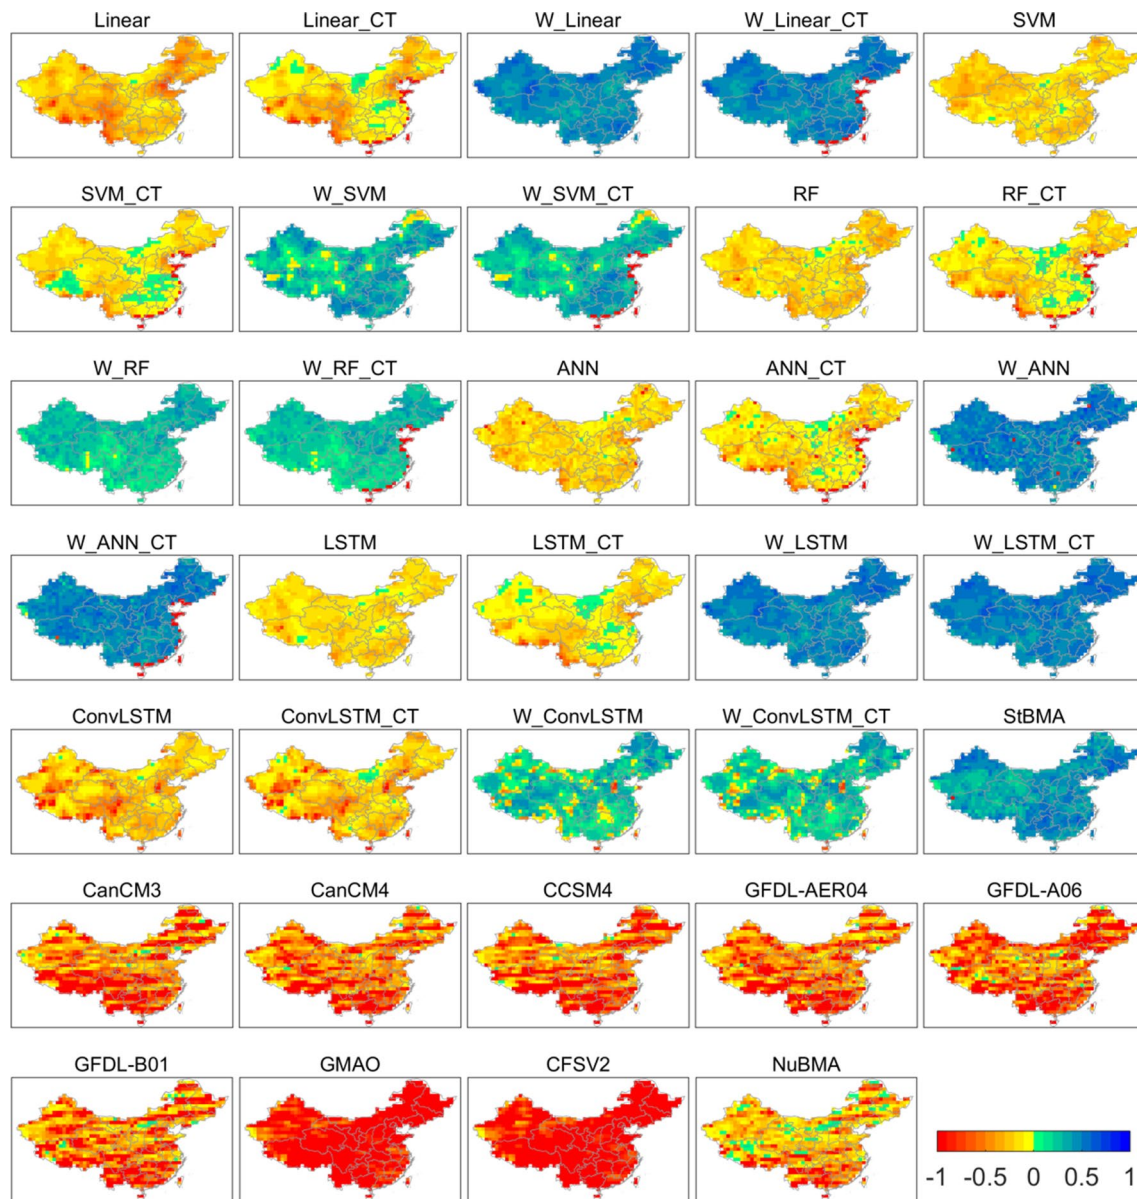 Linear Linear_CT W_Linear W_Linear_CT SVM
SVM_CT W_SVM W_SVM_CT RF RF_CT
W_RF W_RF_CT ANN ANN_CT W_ANN
W_ANN_CT LSTM LSTM_CT W_LSTM W_LSTM_CT
ConvLSTM ConvLSTM_CT W_ConvLSTM W_ConvLSTM_CT StBMA
CanCM3 CanCM4 CCSM4 GFDL-AER04 GFDL-A06
GFDL-B01 GMAO CFSV2 NuBMA
-1 -0.5 0 0.5 1